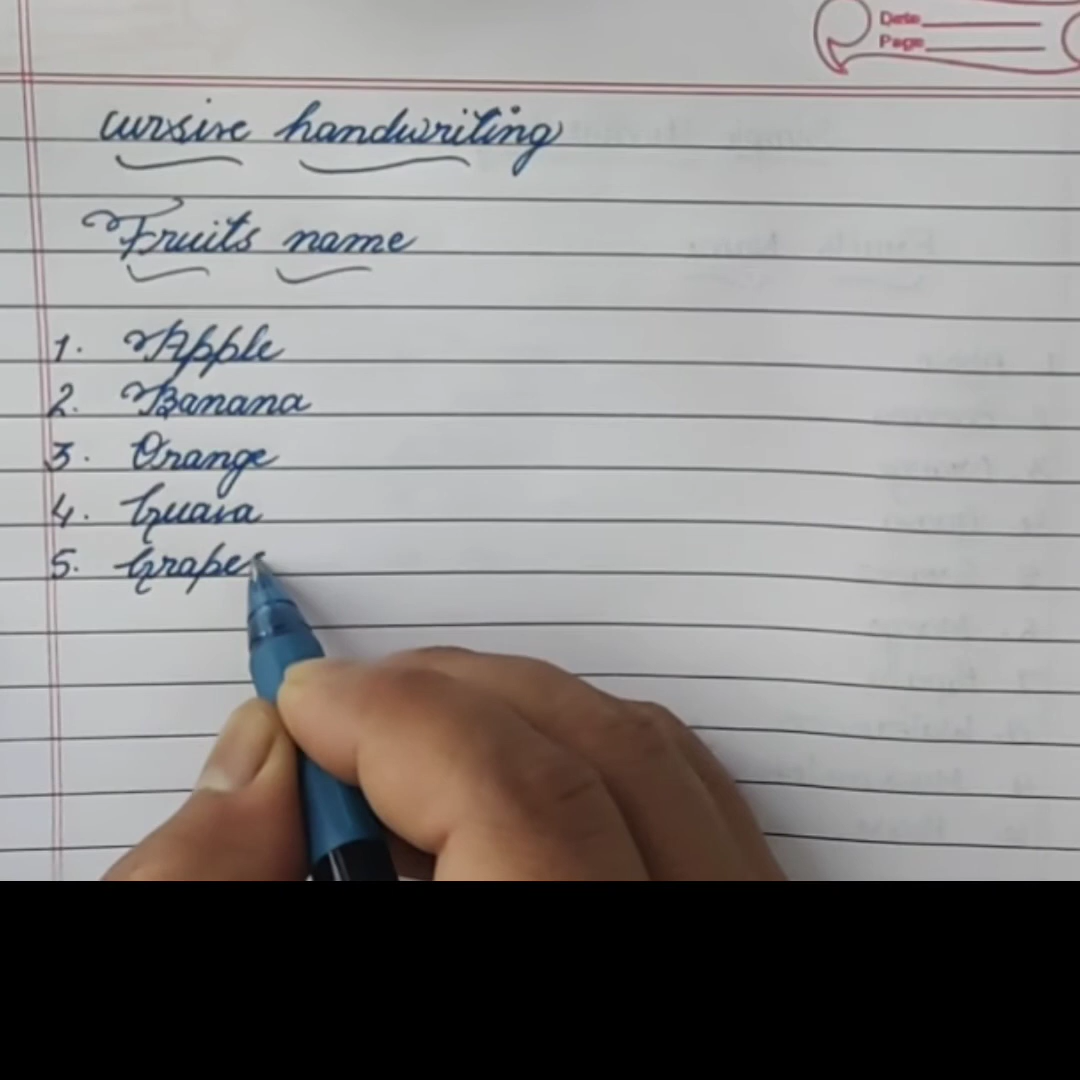 Date
Page
cursive handwriting
Fruits name
1. Apple
2. Banana
3. Orange
4. Guava
5. Grapes